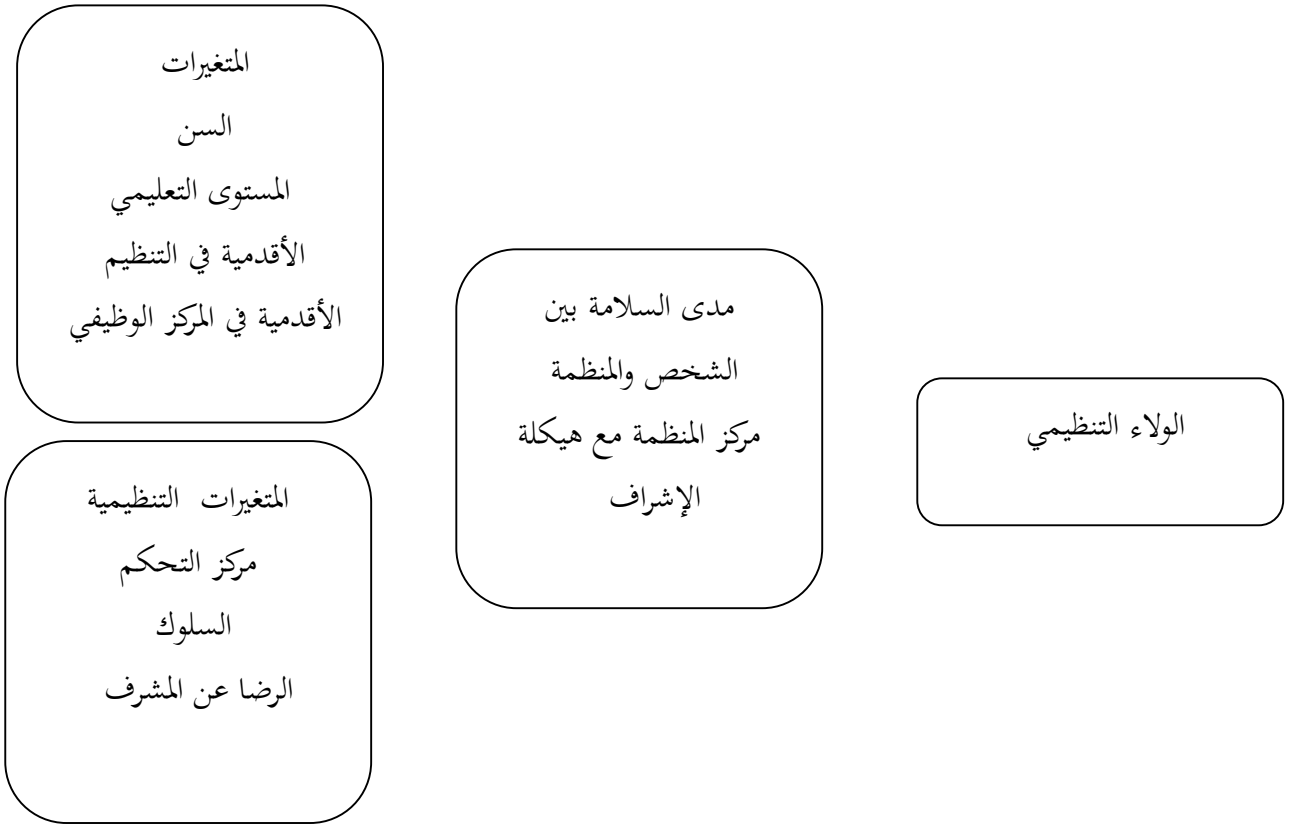 المتغيرات
السن
المستوى التعليمي
الأقدمية في التنظيم
الأقدمية في المركز الوظيفي
المتغيرات التنظيمية
مركز التحكم
السلوك
الرضا عن المشرف
مدى السلامة بين
الشخص والمنظمة
مركز المنظمة مع هيكلة
الإشراف
الولاء التنظيمي